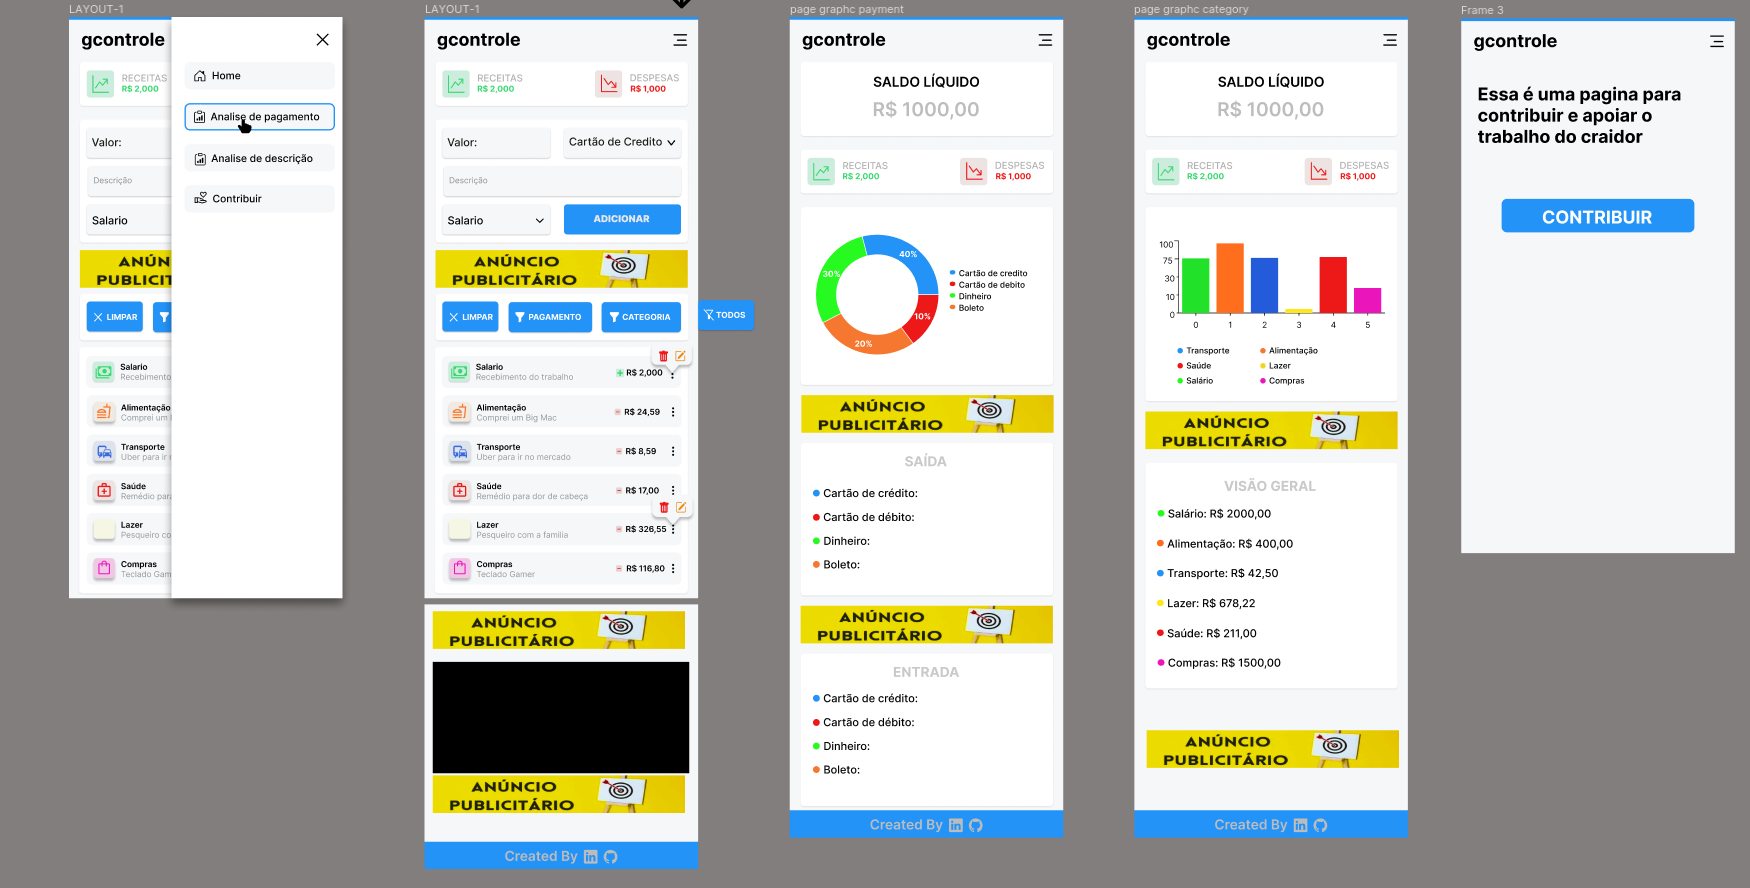 LAYOUT-1
gcontrole
RECEITAS
R$ 2,000
Valor:
Descrição
Salario
ANÚN
PUBLICIT
LIMPAR
Salario
Recebimento
Alimentação
Comprei um
Transporte
Uber para ir
Saúde
Remédio para
Lazer
Pesqueiro co
Compras
Teclado Gam
Home
Analise de pagamento
Analise de descrição
Contribuir
LAYOUT-1
gcontrole
RECEITAS
R$ 2,000
DESPESAS
R$ 1,000
Valor:
Cartão de Credito
Descrição
Salario
ADICIONAR
ANÚNCIO
PUBLICITÁRIO
LIMPAR
PAGAMENTO
CATEGORIA
TODOS
Salario
Recebimento do trabalho
R$ 2,000
Alimentação
Comprei um Big Mac
R$ 24,59
Transporte
Uber para ir no mercado
R$ 8,59
Saúde
Remédio para dor de cabeça
R$ 17,00
Lazer
Pesqueiro com a familia
R$ 326,55
Compras
Teclado Gamer
R$ 116,80
ANÚNCIO
PUBLICITÁRIO
ANÚNCIO
PUBLICITÁRIO
Created By
page graphc payment
gcontrole
SALDO LÍQUIDO
R$ 1000,00
RECEITAS
R$ 2,000
DESPESAS
R$ 1,000
40%
30%
10%
20%
Cartão de credito
Cartão de debito
Dinheiro
Boleto
ANÚNCIO
PUBLICITÁRIO
SAÍDA
Cartão de crédito:
Cartão de débito:
Dinheiro:
Boleto:
ANÚNCIO
PUBLICITÁRIO
ENTRADA
Cartão de crédito:
Cartão de débito:
Dinheiro:
Boleto:
Created By
page graphc category
gcontrole
SALDO LÍQUIDO
R$ 1000,00
RECEITAS
R$ 2,000
DESPESAS
R$ 1,000
100
75
30
10
0
0 1 2 3 4 5
Transporte
Alimentação
Saúde
Lazer
Salário
Compras
ANÚNCIO
PUBLICITÁRIO
VISÃO GERAL
Salário: R$ 2000,00
Alimentação: R$ 400,00
Transporte: R$ 42,50
Lazer: R$ 678,22
Saúde: R$ 211,00
Compras: R$ 1500,00
ANÚNCIO
PUBLICITÁRIO
Created By
Frame 3
gcontrole
Essa é uma pagina para
contribuir e apoiar o
trabalho do craidor
CONTRIBUIR